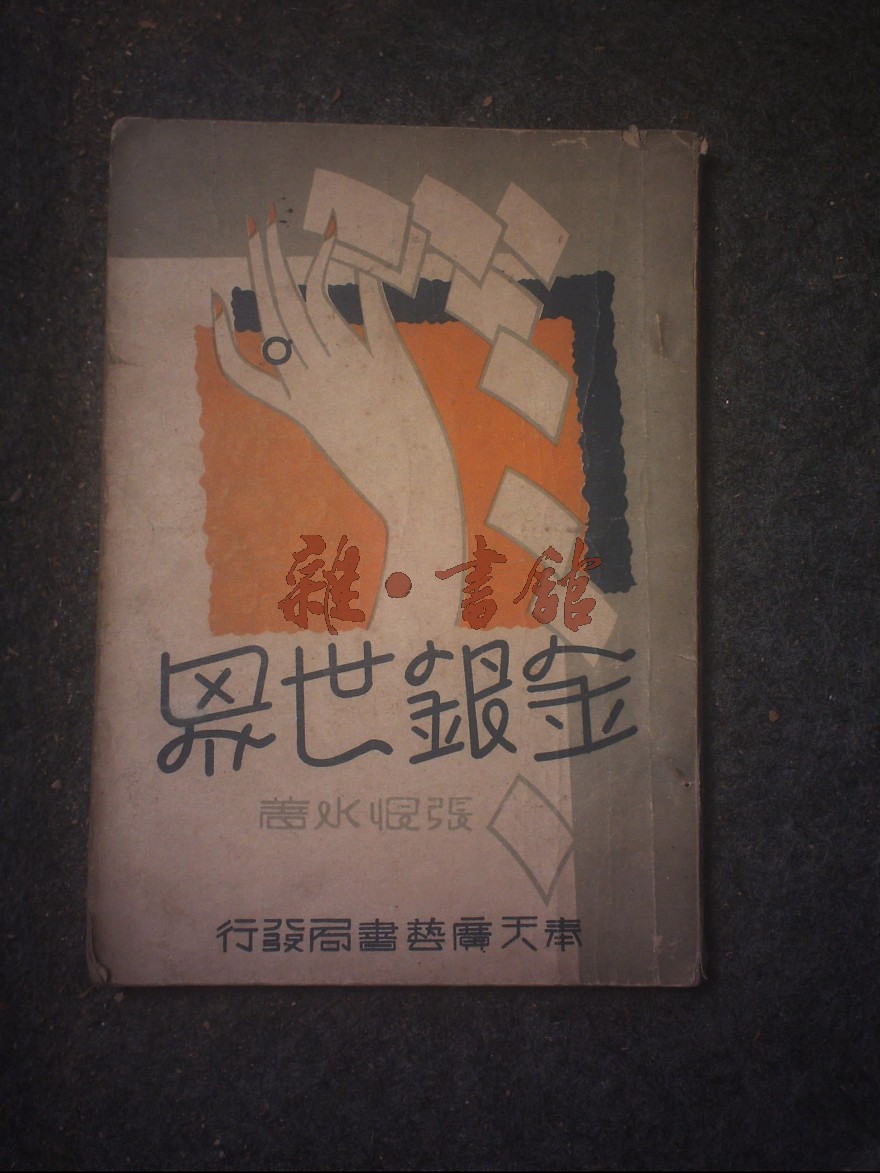 雜·書館
金銀世界
張恨水著
奉天廣藝書局發行